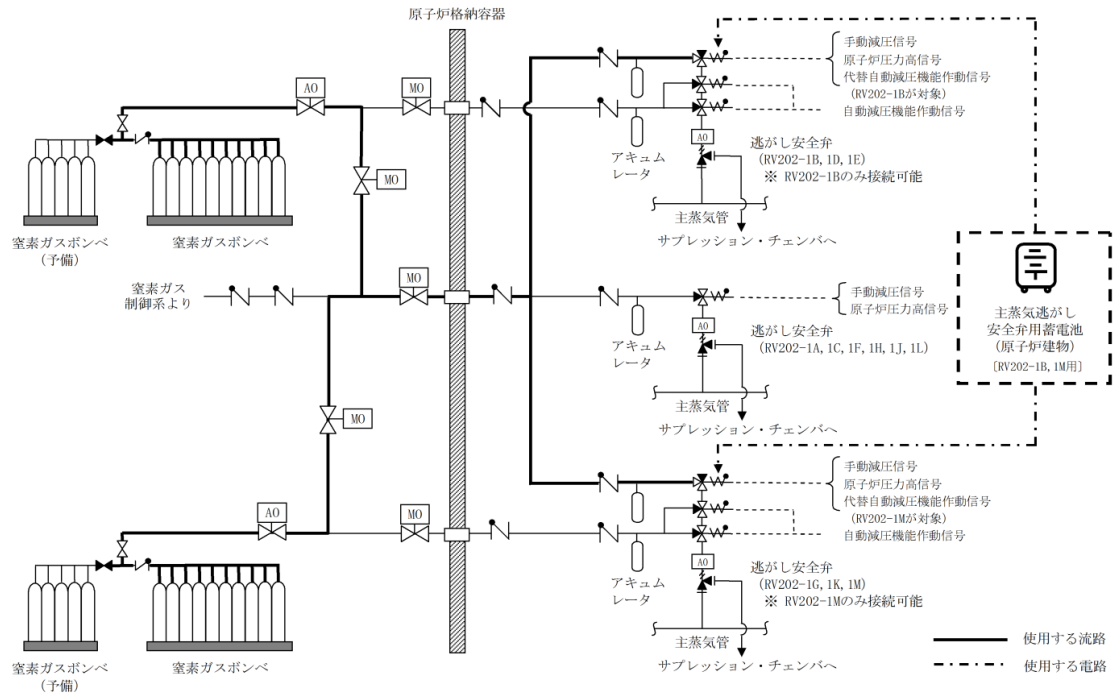 原子炉格納容器
手動減圧信号
原子炉圧力高信号
代替自動減圧機能作動信号
(RV202-1Bが対象)
自動減圧機能作動信号
AO
MO
アキュム
レータ
AO
逃がし安全弁
(RV202-1B, 1D, 1E)
※ RV202-1Bのみ接続可能
MO
主蒸気管
サプレッション・チェンバへ
窒素ガスボンベ
(予備)
窒素ガスボンベ
窒素ガス
制御系より
MO
手動減圧信号
原子炉圧力高信号
アキュム
レータ
AO
逃がし安全弁
(RV202-1A, 1C, 1F, 1H, 1J, 1L)
主蒸気管
サプレッション・チェンバへ
主蒸気逃がし
安全弁用蓄電池
(原子炉建物)
[RV202-1B, 1M用]
MO
手動減圧信号
原子炉圧力高信号
代替自動減圧機能作動信号
(RV202-1Mが対象)
自動減圧機能作動信号
AO
MO
アキュム
レータ
AO
逃がし安全弁
(RV202-1G, 1K, 1M)
※ RV202-1Mのみ接続可能
主蒸気管
サプレッション・チェンバへ
窒素ガスボンベ
(予備)
窒素ガスボンベ
使用する流路
使用する電路